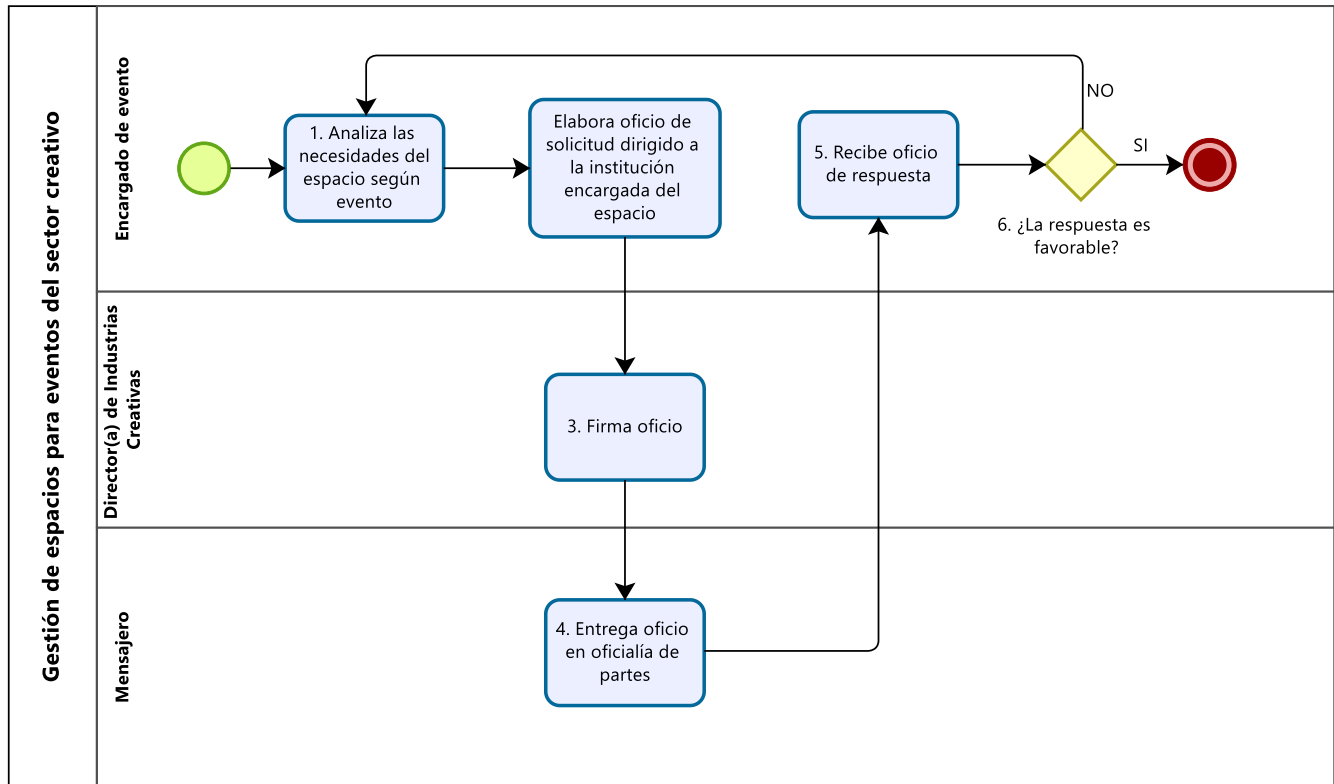 Gestión de espacios para eventos del sector creativo
Encargado de evento
1. Analiza las
necesidades del
espacio según
evento
Elabora oficio de
solicitud dirigido a
la institución
encargada del
espacio
5. Recibe oficio
de respuesta
NO
SI
6. ¿La respuesta es
favorable?
Director(a) de Industrias
Creativas
3. Firma oficio
Mensajero
4. Entrega oficio
en oficialía de
partes